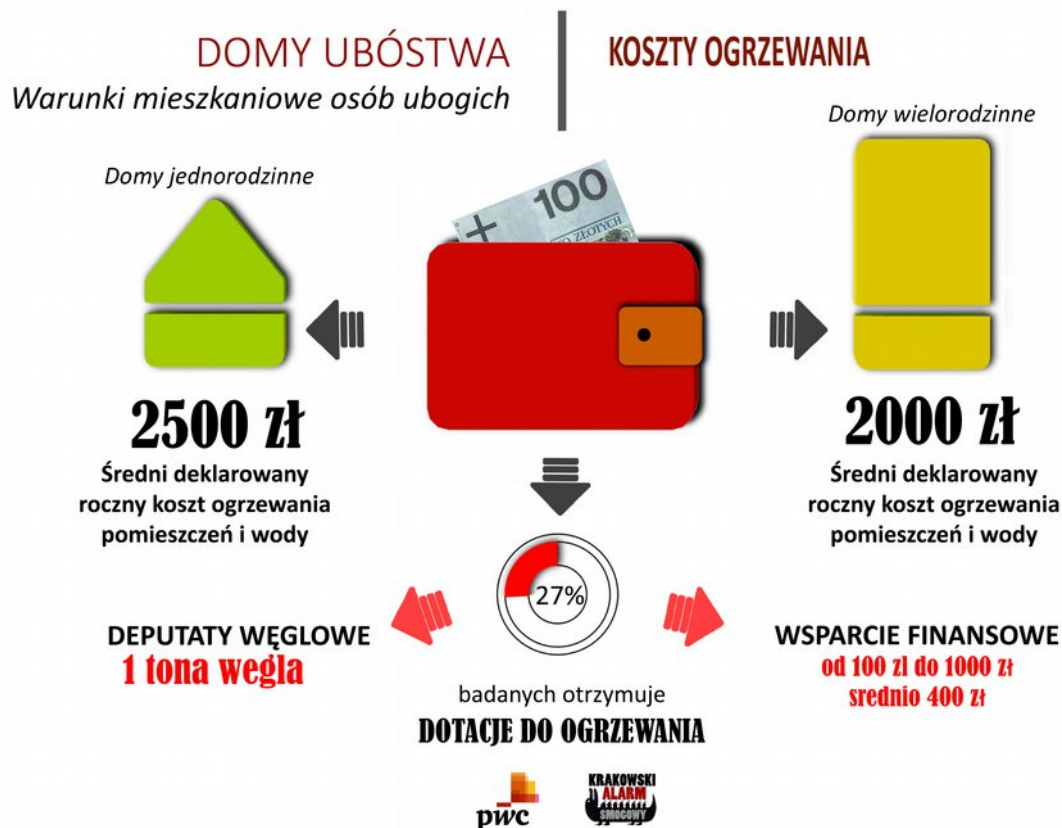 DOMY UBÓSTWA
Warunki mieszkaniowe osób ubogich
KOSZTY OGRZEWANIA
Domy jednorodzinne
100
ZŁOTYCH
Domy wielorodzinne
2500 zł
Średni deklarowany
roczny koszt ogrzewania
pomieszczeń i wody
2000 zł
Średni deklarowany
roczny koszt ogrzewania
pomieszczeń i wody
27%
DEPUTATY WĘGLOWE
1 tona wegla
badanych otrzymuje
DOTACJE DO OGRZEWANIA
WSPARCIE FINANSOWE
od 100 zl do 1000 zł
srednio 400 zł
pwc
KRAKOWSKI
ALARM
SMOGOWY